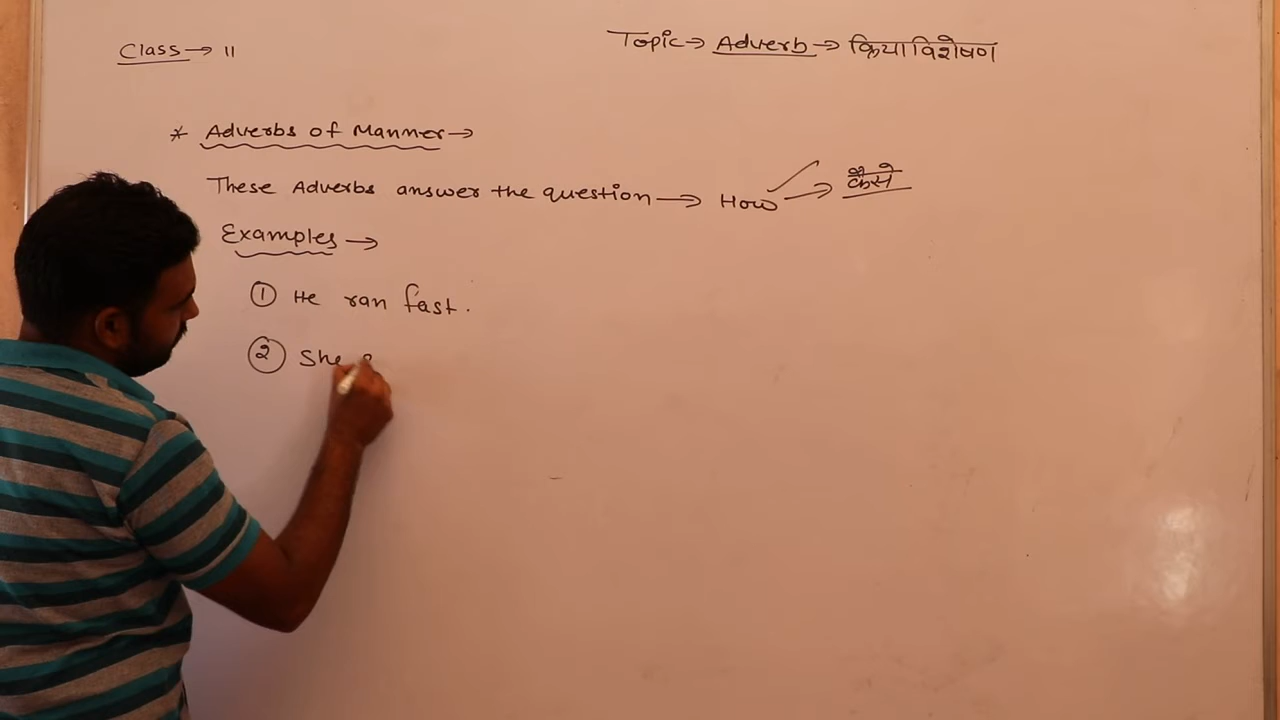 Class → 11
Topic → Adverb → क्रिया विशेषण
* Adverbs of Manner →
These Adverbs answer the question → How → कैसे
Examples →
① He ran fast.
② She